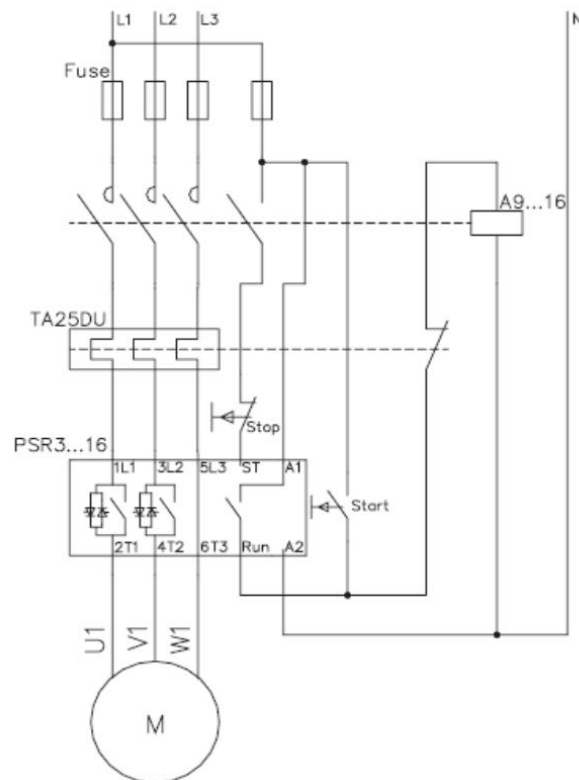 L1 L2 L3 N
Fuse
A9...16
TA25DU
Stop
PSR3...16
1L1 3L2 5L3 ST A1
Start
2T1 4T2 6T3 Run A2
U1 V1 W1
M